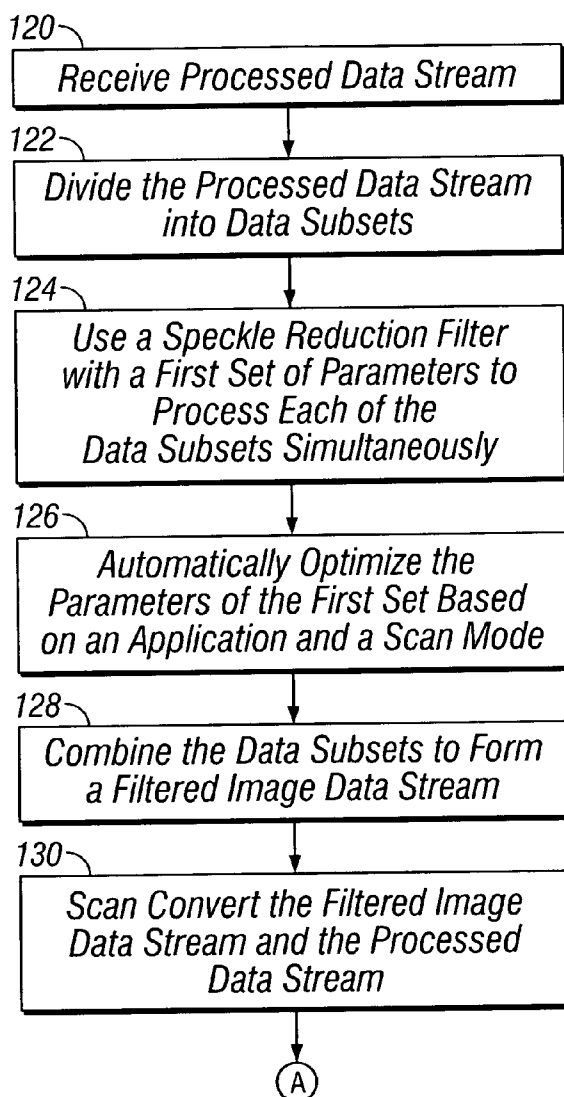 120
Receive Processed Data Stream
122
Divide the Processed Data Stream
into Data Subsets
124
Use a Speckle Reduction Filter
with a First Set of Parameters to
Process Each of the
Data Subsets Simultaneously
126
Automatically Optimize the
Parameters of the First Set Based
on an Application and a Scan Mode
128
Combine the Data Subsets to Form
a Filtered Image Data Stream
130
Scan Convert the Filtered Image
Data Stream and the Processed
Data Stream
A